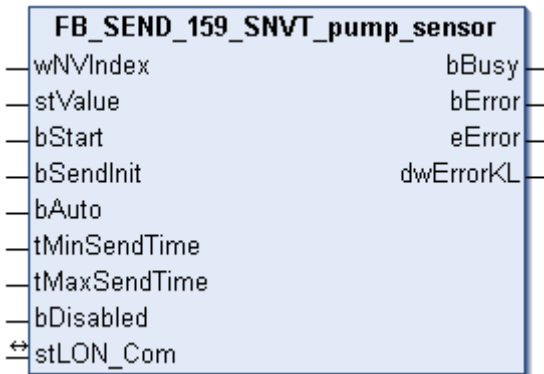 FB_SEND_159_SNVT_pump_sensor
wNVIndex bBusy
stValue bError
bStart eError
bSendInit dwErrorKL
bAuto
tMinSendTime
tMaxSendTime
bDisabled
stLON_Com